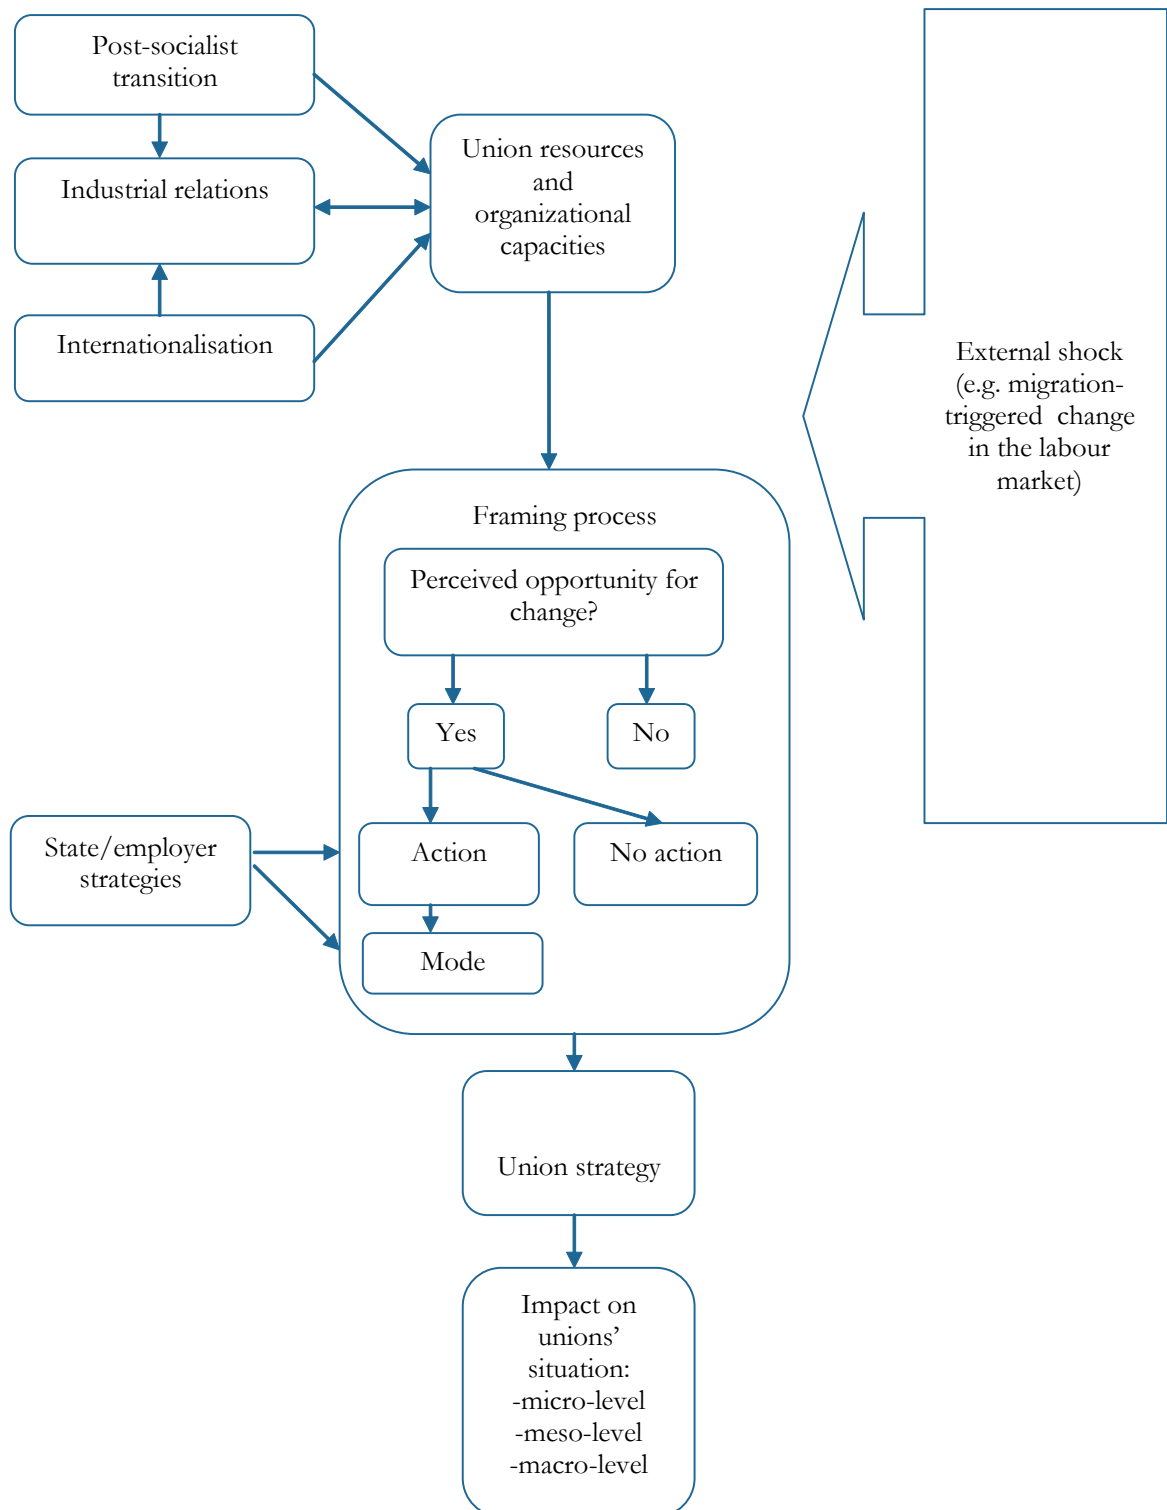 Post-socialist
transition
Industrial relations
Internationalisation
Union resources
and
organizational
capacities
External shock
(e.g. migration-
triggered change
in the labour
market)
Framing process
Perceived opportunity for
change?
Yes
No
State/employer
strategies
Action
No action
Mode
Union strategy
Impact on
unions’
situation:
-micro-level
-meso-level
-macro-level